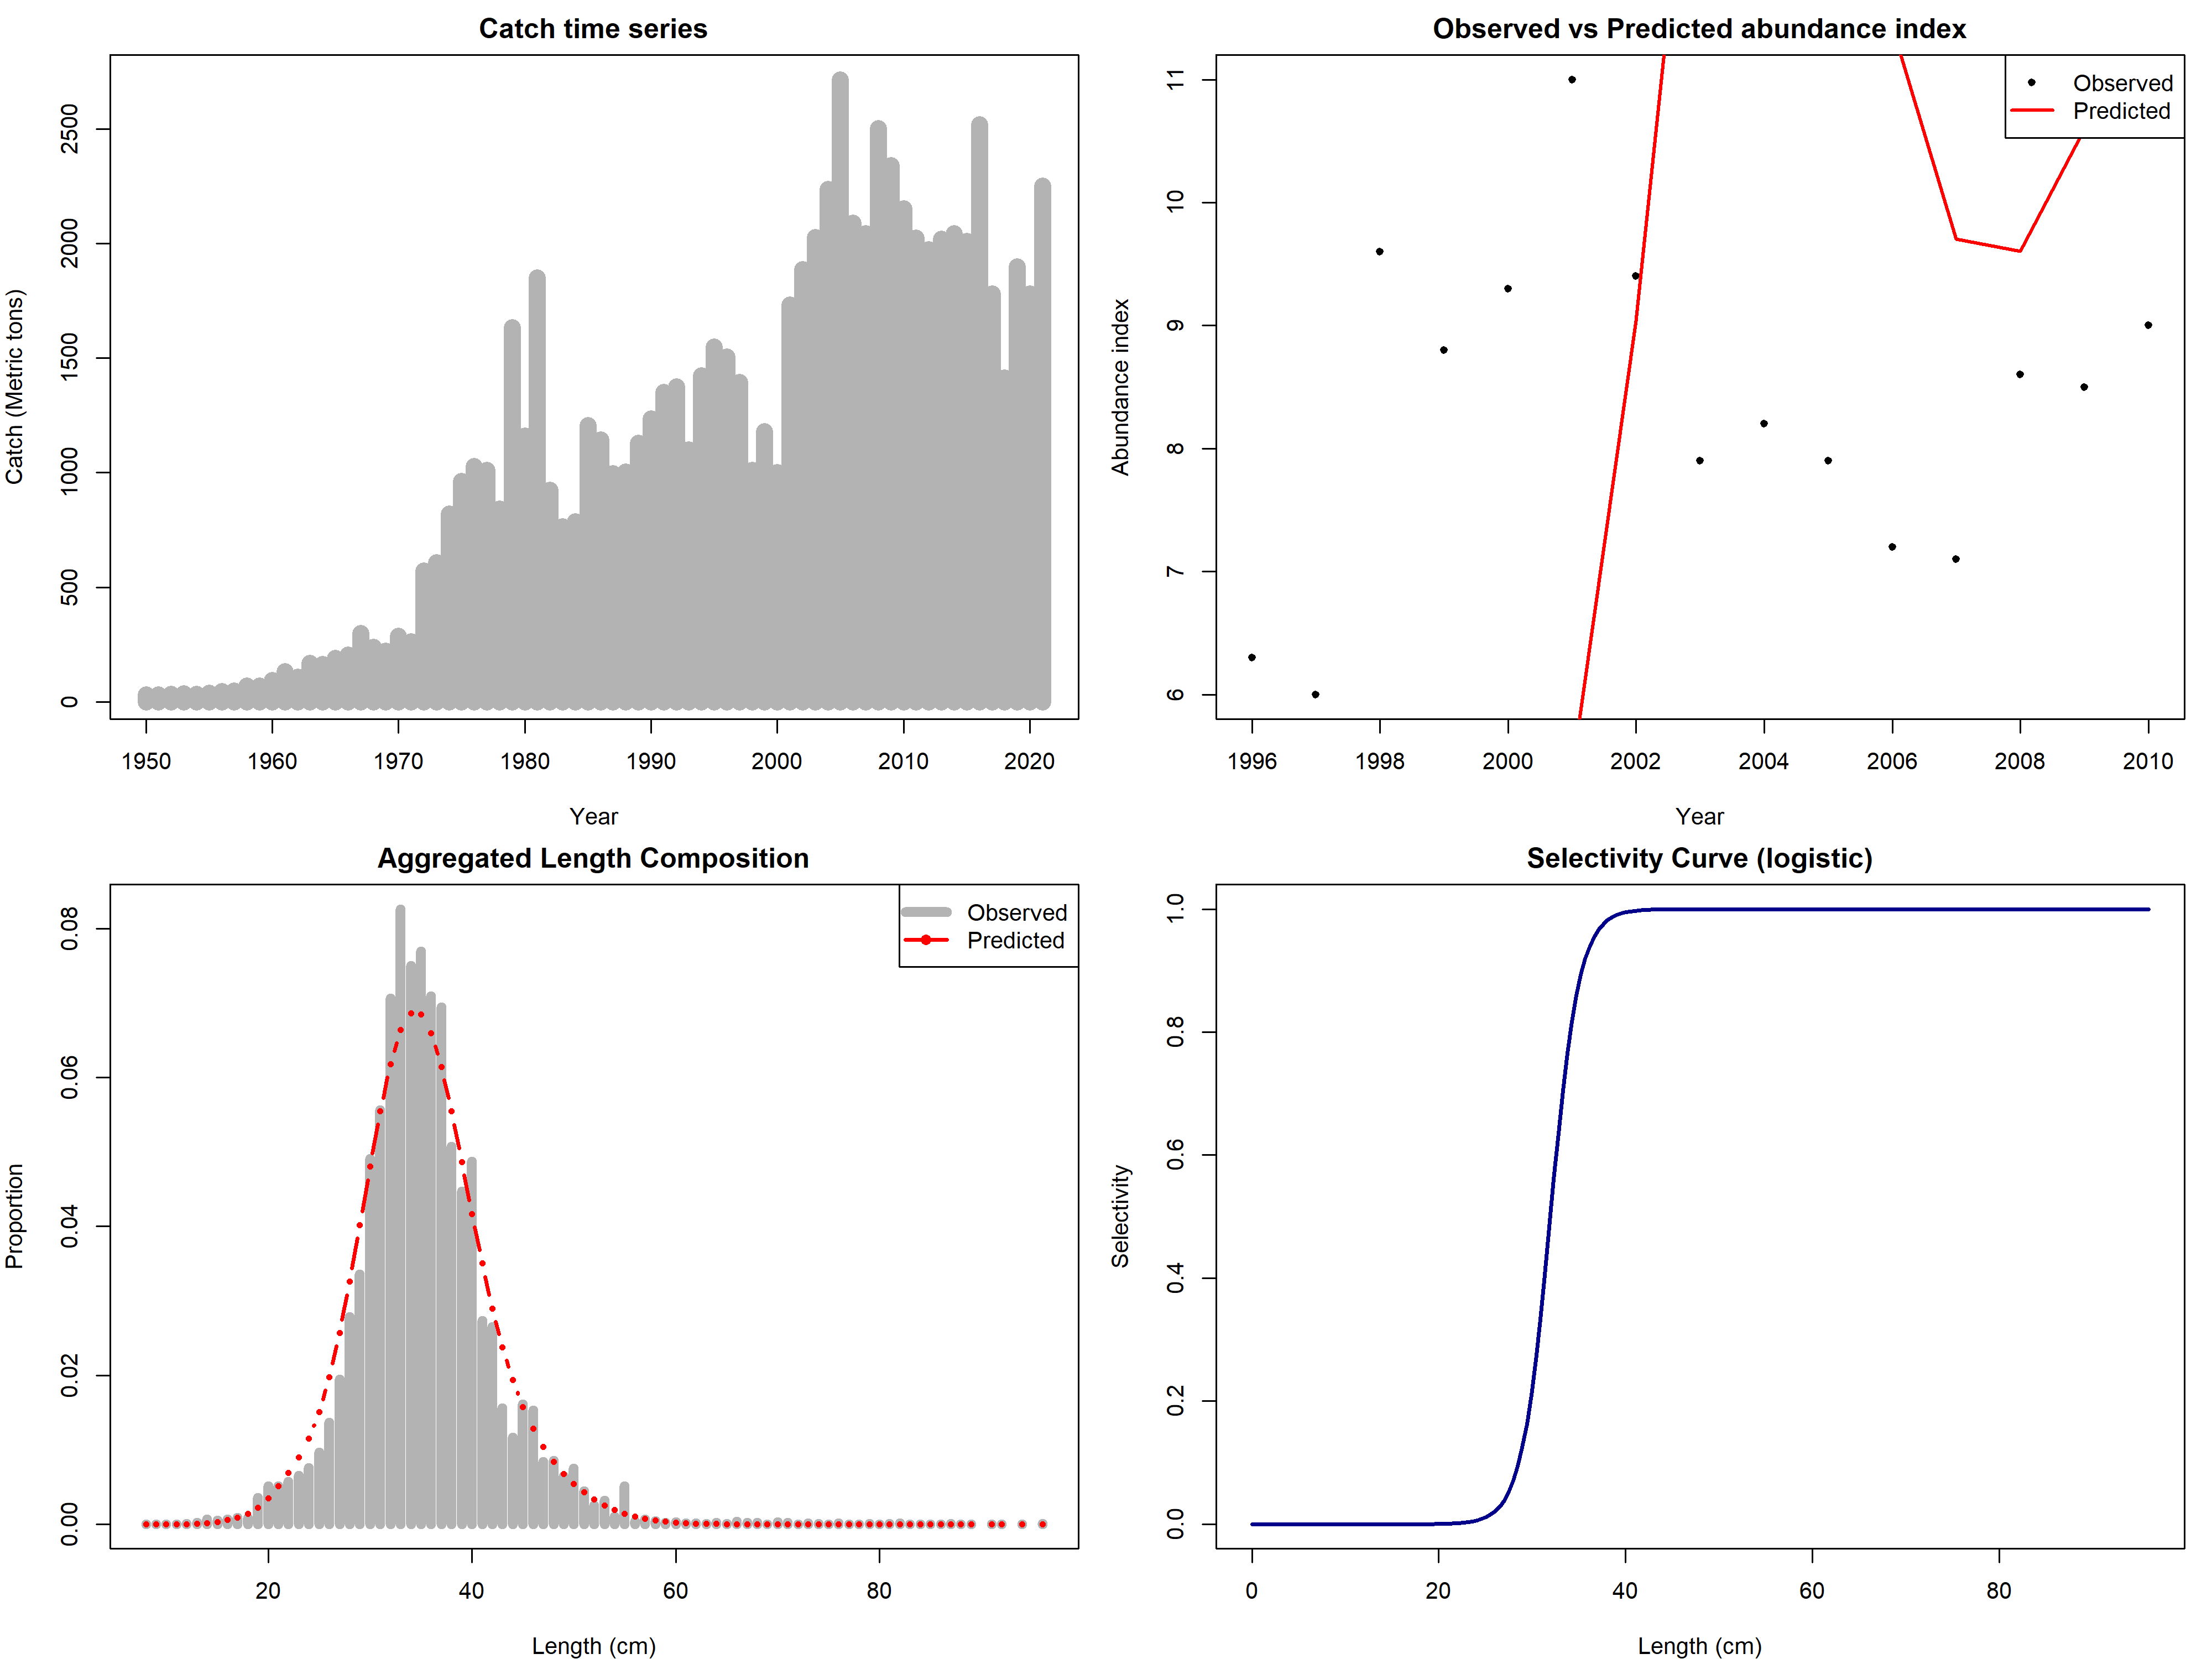 Catch time series
Catch (Metric tons)
2500
2000
1500
1000
500
0
1950 1960 1970 1980 1990 2000 2010 2020
Year
Observed vs Predicted abundance index
Observed
Predicted
Abundance index
11
10
9
8
7
6
1996 1998 2000 2002 2004 2006 2008 2010
Year
Aggregated Length Composition
Observed
Predicted
Proportion
0.08
0.06
0.04
0.02
0.00
20 40 60 80
Length (cm)
Selectivity Curve (logistic)
Selectivity
1.0
0.8
0.6
0.4
0.2
0.0
0 20 40 60 80
Length (cm)